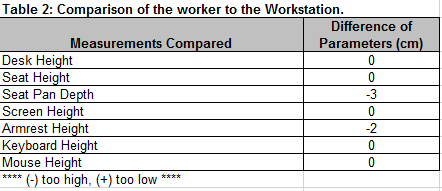 Table 2: Comparison of the worker to the Workstation.
Measurements Compared Difference of Parameters (cm)
Desk Height 0
Seat Height 0
Seat Pan Depth -3
Screen Height 0
Armrest Height -2
Keyboard Height 0
Mouse Height 0
**** (-) too high, (+) too low ****